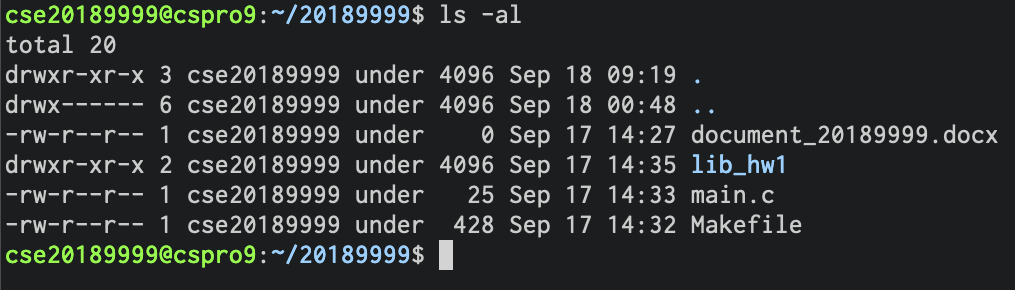 cse20189999@cspro9:~/20189999$ ls -al
total 20
drwxr-xr-x 3 cse20189999 under 4096 Sep 18 09:19 .
drwx------ 6 cse20189999 under 4096 Sep 18 00:48 ..
-rw-r--r-- 1 cse20189999 under    0 Sep 17 14:27 document_20189999.docx
drwxr-xr-x 2 cse20189999 under 4096 Sep 17 14:35 lib_hw1
-rw-r--r-- 1 cse20189999 under   25 Sep 17 14:33 main.c
-rw-r--r-- 1 cse20189999 under  428 Sep 17 14:32 Makefile
cse20189999@cspro9:~/20189999$